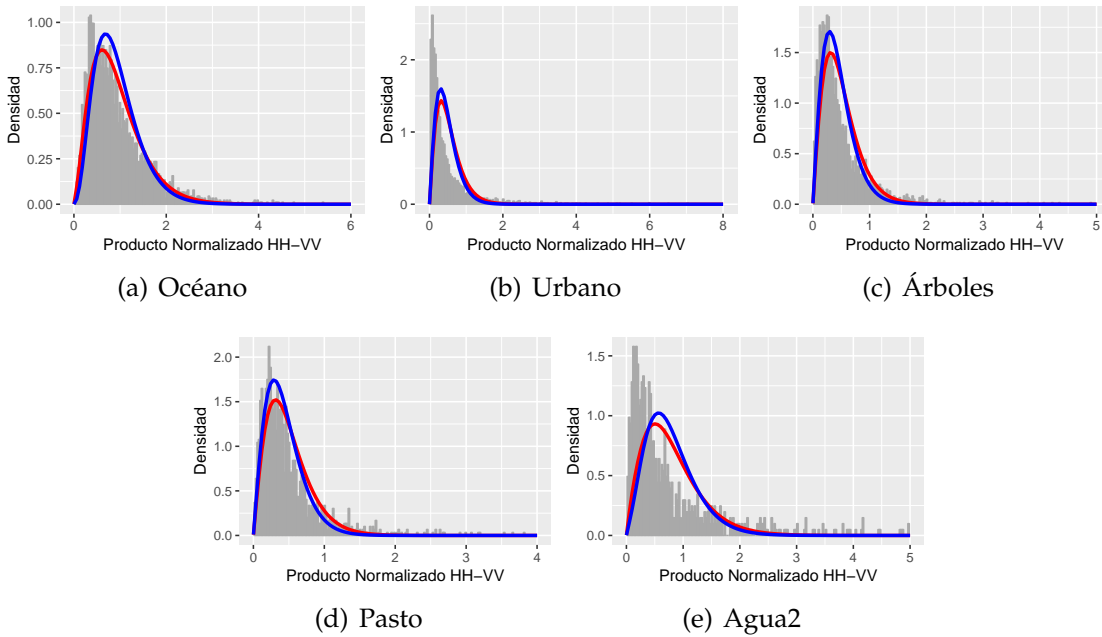 1.00
0.75
0.50
0.25
0.00
Densidad
0 2 4 6
Producto Normalizado HH−VV
(a) Océano
2
1
0
Densidad
0 2 4 6 8
Producto Normalizado HH−VV
(b) Urbano
1.5
1.0
0.5
0.0
Densidad
0 1 2 3 4 5
Producto Normalizado HH−VV
(c) Árboles
2.0
1.5
1.0
0.5
0.0
Densidad
0 1 2 3 4
Producto Normalizado HH−VV
(d) Pasto
1.5
1.0
0.5
0.0
Densidad
0 1 2 3 4 5
Producto Normalizado HH−VV
(e) Agua2